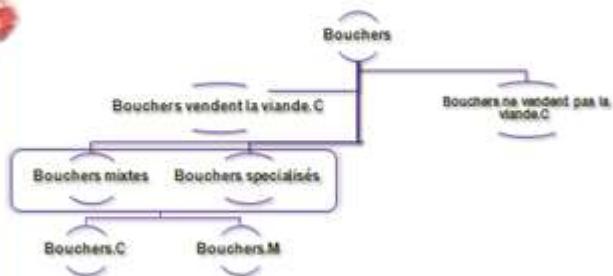 Bouchers
Bouchers vendent la viande.C
Bouchers ne vendent pas la
viande.C
Bouchers mixtes
Bouchers specialisés
Bouchers.C
Bouchers.M